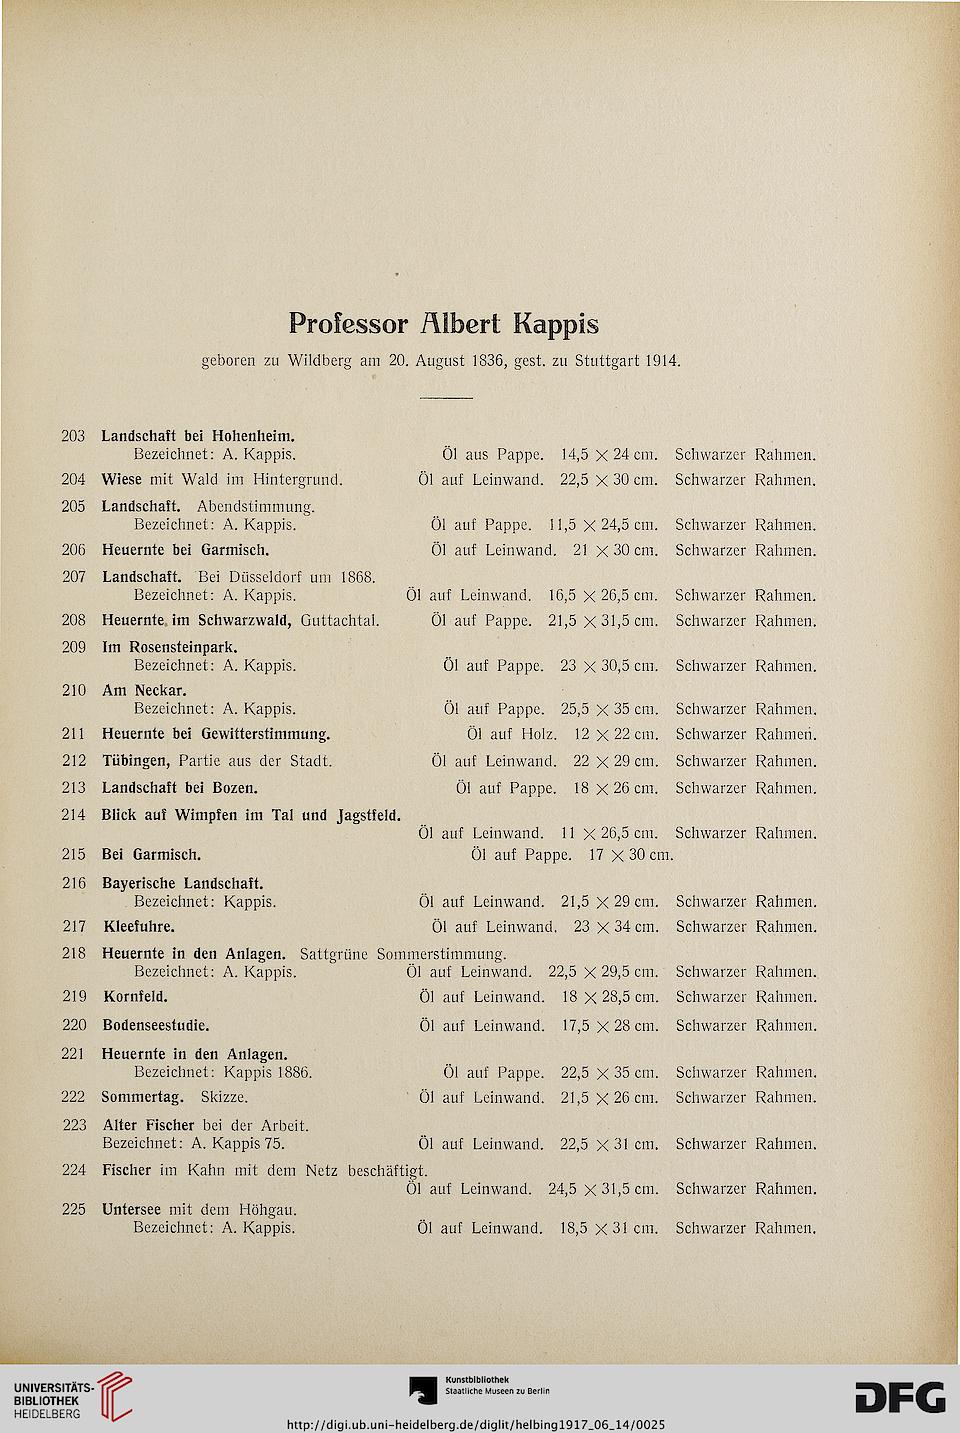 Professor Albert Kappis
geboren zu Wildberg am 20. August 1836, gest. zu Stuttgart 1914.
203 Landschaft bei Hohenheim.
Bezeichnet: A. Kappis. Öl aus Pappe. 14,5 × 24 cm. Schwarzer Rahmen.
204 Wiese mit Wald im Hintergrund. Öl auf Leinwand. 22,5 × 30 cm. Schwarzer Rahmen.
205 Landschaft. Abendstimmung.
Bezeichnet: A. Kappis. Öl auf Pappe. 11,5 × 24,5 cm. Schwarzer Rahmen.
206 Heuernte bei Garmisch. Öl auf Leinwand. 21 × 30 cm. Schwarzer Rahmen.
207 Landschaft. Bei Düsseldorf um 1868.
Bezeichnet: A. Kappis. Öl auf Leinwand. 16,5 × 26,5 cm. Schwarzer Rahmen.
208 Heuernte im Schwarzwald, Guttachtal. Öl auf Pappe. 21,5 × 31,5 cm. Schwarzer Rahmen.
209 Im Rosensteinpark.
Bezeichnet: A. Kappis. Öl auf Pappe. 23 × 30,5 cm. Schwarzer Rahmen.
210 Am Neckar.
Bezeichnet: A. Kappis. Öl auf Pappe. 25,5 × 35 cm. Schwarzer Rahmen.
211 Heuernte bei Gewitterstimmung. Öl auf Holz. 12 × 22 cm. Schwarzer Rahmen.
212 Tübingen, Partie aus der Stadt. Öl auf Leinwand. 22 × 29 cm. Schwarzer Rahmen.
213 Landschaft bei Bozen. Öl auf Pappe. 18 × 26 cm. Schwarzer Rahmen.
214 Blick auf Wimpfen im Tal und Jagstfeld.
Öl auf Leinwand. 11 × 26,5 cm. Schwarzer Rahmen.
215 Bei Garmisch. Öl auf Pappe. 17 × 30 cm.
216 Bayerische Landschaft.
Bezeichnet: Kappis. Öl auf Leinwand. 21,5 × 29 cm. Schwarzer Rahmen.
217 Kleefuhre. Öl auf Leinwand. 23 × 34 cm. Schwarzer Rahmen.
218 Heuernte in den Anlagen. Sattgrüne Sommerstimmung.
Bezeichnet: A. Kappis. Öl auf Leinwand. 22,5 × 29,5 cm. Schwarzer Rahmen.
219 Kornfeld. Öl auf Leinwand. 18 × 28,5 cm. Schwarzer Rahmen.
220 Bodenseestudie. Öl auf Leinwand. 17,5 × 28 cm. Schwarzer Rahmen.
221 Heuernte in den Anlagen.
Bezeichnet: Kappis 1886. Öl auf Pappe. 22,5 × 35 cm. Schwarzer Rahmen.
222 Sommertag. Skizze. Öl auf Leinwand. 21,5 × 26 cm. Schwarzer Rahmen.
223 Alter Fischer bei der Arbeit.
Bezeichnet: A. Kappis 75. Öl auf Leinwand. 22,5 × 31 cm. Schwarzer Rahmen.
224 Fischer im Kahn mit dem Netz beschäftigt.
Öl auf Leinwand. 24,5 × 31,5 cm. Schwarzer Rahmen.
225 Untersee mit dem Höhgau.
Bezeichnet: A. Kappis. Öl auf Leinwand. 18,5 × 31 cm. Schwarzer Rahmen.
UNIVERSITÄTS-
BIBLIOTHEK
HEIDELBERG
Kunstbibliothek
Staatliche Museen zu Berlin
DFG
http://digi.ub.uni-heidelberg.de/diglit/helbing1917_06_14/0025